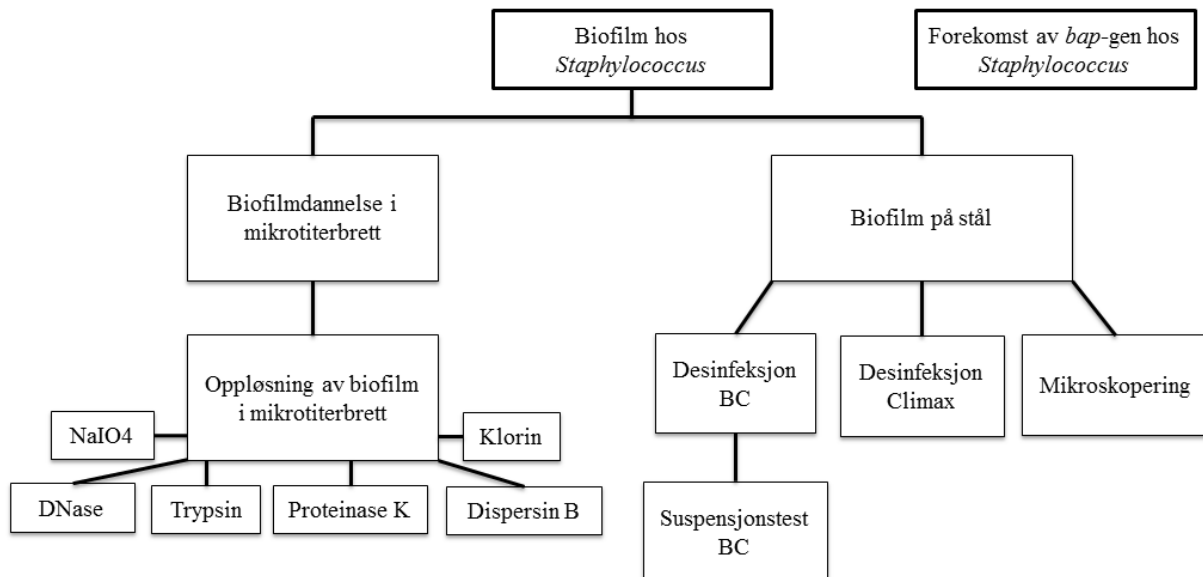 Biofilm hos
Staphylococcus
Forekomst av bap-gen hos
Staphylococcus
Biofilmdannelse i
mikrotiterbrett
Biofilm på stål
Oppløsning av biofilm
i mikrotiterbrett
NaIO4
Klorin
DNase
Trypsin
Proteinase K
Dispersin B
Desinfeksjon
BC
Desinfeksjon
Climax
Mikroskopering
Suspensjonstest
BC